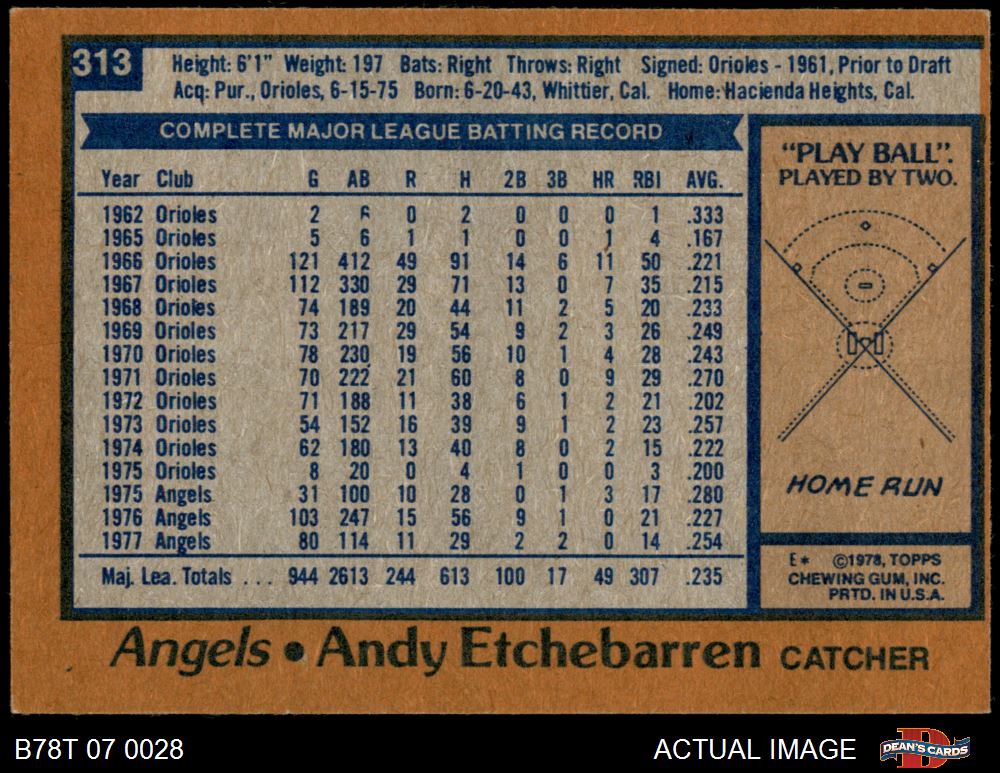 313
Height: 6'1" Weight: 197 Bats: Right Throws: Right Signed: Orioles - 1961, Prior to Draft
Acq: Pur., Orioles, 6-15-75 Born: 6-20-43, Whittier, Cal. Home: Hacienda Heights, Cal.
COMPLETE MAJOR LEAGUE BATTING RECORD
Year Club G AB R H 2B 3B HR RBI AVG.
1962 Orioles 2 6 0 2 0 0 0 1 .333
1965 Orioles 5 6 1 1 0 0 1 4 .167
1966 Orioles 121 412 49 91 14 6 11 50 .221
1967 Orioles 112 330 29 71 13 0 7 35 .215
1968 Orioles 74 189 20 44 11 2 5 20 .233
1969 Orioles 73 217 29 54 9 2 3 26 .249
1970 Orioles 78 230 19 56 10 1 4 28 .243
1971 Orioles 70 222 21 60 8 0 9 29 .270
1972 Orioles 71 188 11 38 6 1 2 21 .202
1973 Orioles 54 152 16 39 9 1 2 23 .257
1974 Orioles 62 180 13 40 8 0 2 15 .222
1975 Orioles 8 20 0 4 1 0 0 3 .200
1975 Angels 31 100 10 28 0 1 3 17 .280
1976 Angels 103 247 15 56 9 1 0 21 .227
1977 Angels 80 114 11 29 2 2 0 14 .254
Maj. Lea. Totals ... 944 2613 244 613 100 17 49 307 .235
"PLAY BALL".
PLAYED BY TWO.
HOME RUN
E* ©1978, TOPPS
CHEWING GUM, INC.
PRTD. IN U.S.A.
Angels • Andy Etchebarren CATCHER
B78T 07 0028
ACTUAL IMAGE
DEAN'S CARDS